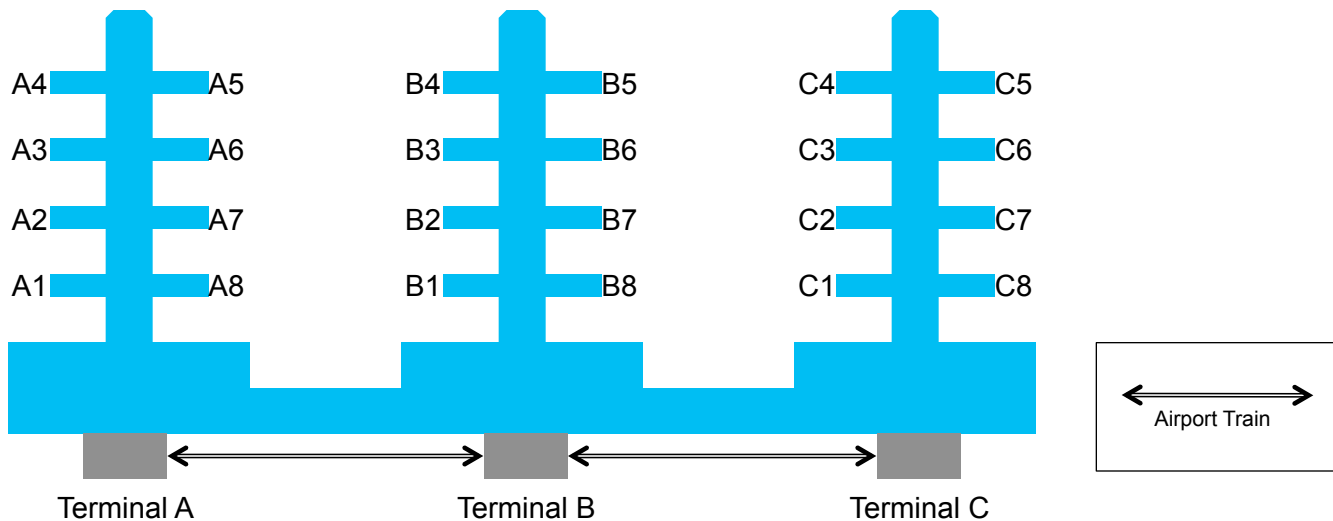 A4 A5 B4 B5 C4 C5
A3 A6 B3 B6 C3 C6
A2 A7 B2 B7 C2 C7
A1 A8 B1 B8 C1 C8
Airport Train
Terminal A Terminal B Terminal C